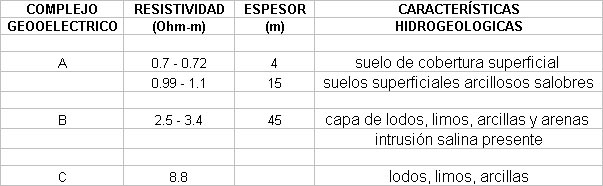 COMPLEJO RESISTIVIDAD ESPESOR CARACTERÍSTICAS
GEOOELECTRICO (Ohm-m) (m) HIDROGEOLOGICAS
A 0.7 - 0.72 4 suelo de cobertura superficial
0.99 - 1.1 15 suelos superficiales arcillosos salobres
B 2.5 - 3.4 45 capa de lodos, limos, arcillas y arenas
intrusión salina presente
C 8.8 lodos, limos, arcillas